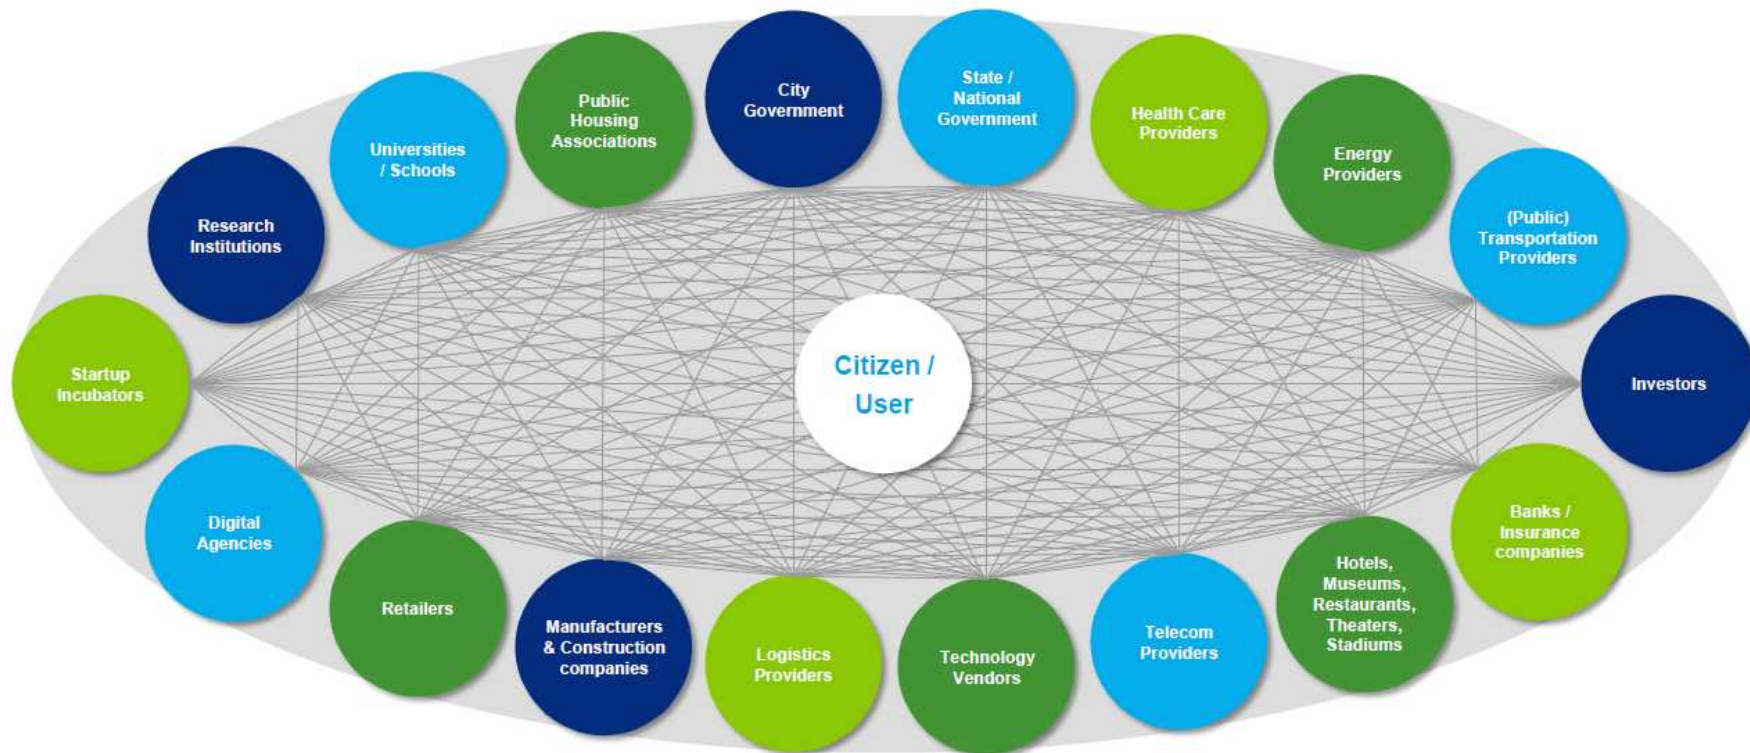 City
Government
State /
National
Government
Health Care
Providers
Energy
Providers
(Public)
Transportation
Providers
Investors
Banks /
Insurance
companies
Hotels,
Museums,
Restaurants,
Theaters,
Stadiums
Telecom
Providers
Technology
Vendors
Logistics
Providers
Manufacturers
& Construction
companies
Retailers
Digital
Agencies
Startup
Incubators
Research
Institutions
Universities
/ Schools
Public
Housing
Associations
Citizen /
User